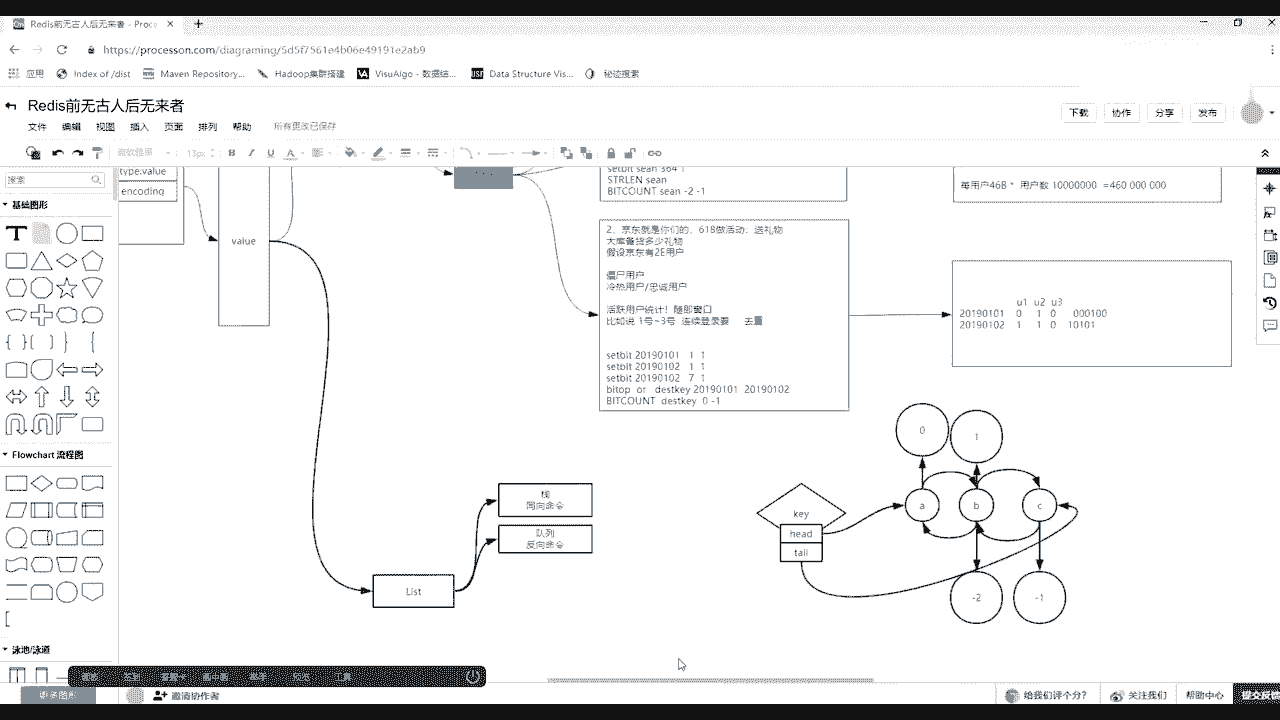 Redis前无古人后无来者 - Proc
https://processon.com/diagraming/5d5f7561e4b06e49191e2ab9
应用
Index of /dist
Maven Repository...
Hadoop集群搭建
VisuAlgo - 数据结...
Data Structure Vis...
秘迹搜索
Redis前无古人后无来者
下载
协作
分享
发布
文件
编辑
视图
插入
页面
排列
帮助
所有更改已保存
微软雅黑
13px
B
I
U
A
搜索
基础图形
T
Flowchart 流程图
泳池/泳道
更多图形
type:value
encoding
value
setbit sean 364 1
STRLEN sean
BITCOUNT sean -2 -1
每用户46B * 用户数 10000000 =460 000 000
2、京东就是你们的，618做活动：送礼物
大库备货多少礼物
假设京东有2E用户
僵尸用户
冷热用户/忠诚用户
活跃用户统计！随即窗口
比如说 1号~3号 连续登录要 去重
setbit 20190101 1 1
setbit 20190102 1 1
setbit 20190102 7 1
bitop or destkey 20190101 20190102
BITCOUNT destkey 0 -1
u1 u2 u3
20190101 0 1 0 000100
20190102 1 1 0 10101
栈
同向命令
队列
反向命令
List
key
head
tail
0
1
a
b
c
-2
-1
邀请协作者
给我们评个分？
关注我们
帮助中心
提交反馈